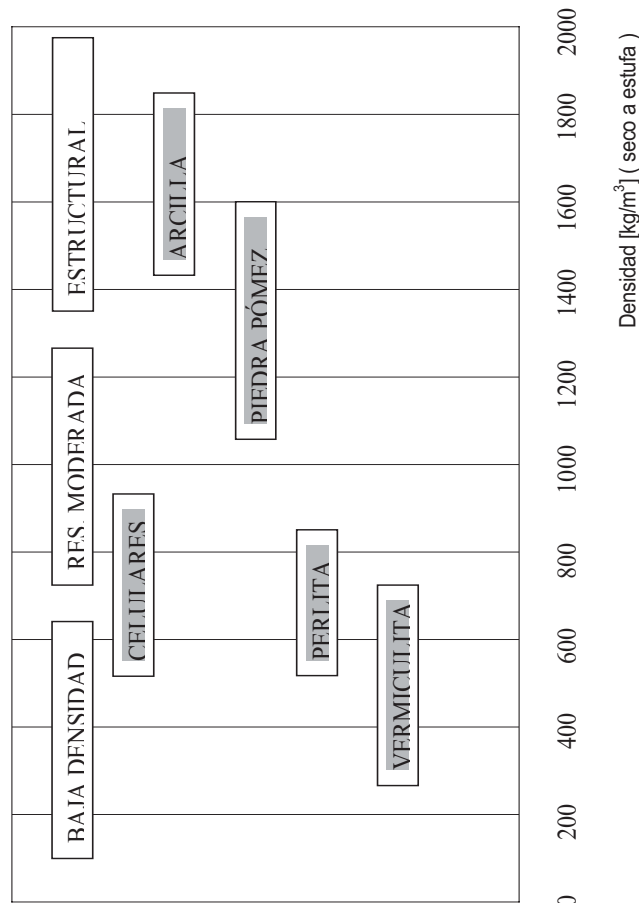 BAJA DENSIDAD
RES. MODERADA
ESTRUCTURAL
CELULARES
ARCILLA
PIEDRA PÓMEZ
PERLITA
VERMICULITA
0 200 400 600 800 1000 1200 1400 1600 1800 2000
Densidad [kg/m³] ( seco a estufa )